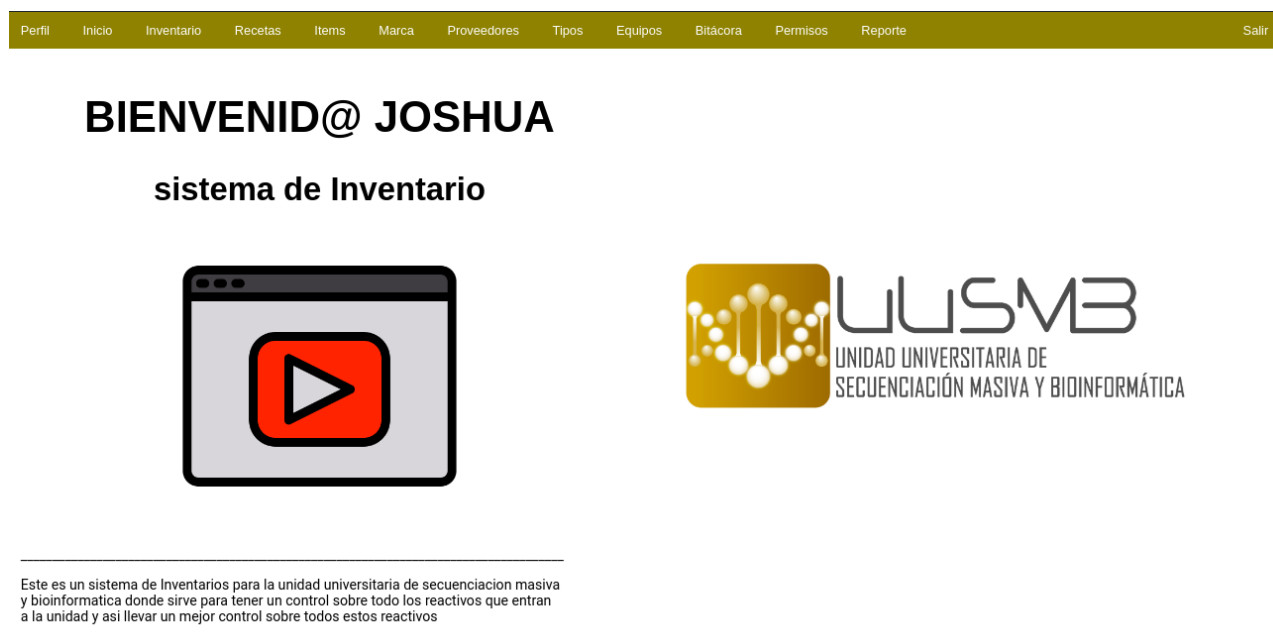 Perfil Inicio Inventario Recetas Items Marca Proveedores Tipos Equipos Bitácora Permisos Reporte Salir
BIENVENID@ JOSHUA
sistema de Inventario
UUSMB
UNIDAD UNIVERSITARIA DE
SECUENCIACIÓN MASIVA Y BIOINFORMÁTICA
Este es un sistema de Inventarios para la unidad universitaria de secuenciacion masiva
y bioinformatica donde sirve para tener un control sobre todo los reactivos que entran
a la unidad y asi llevar un mejor control sobre todos estos reactivos